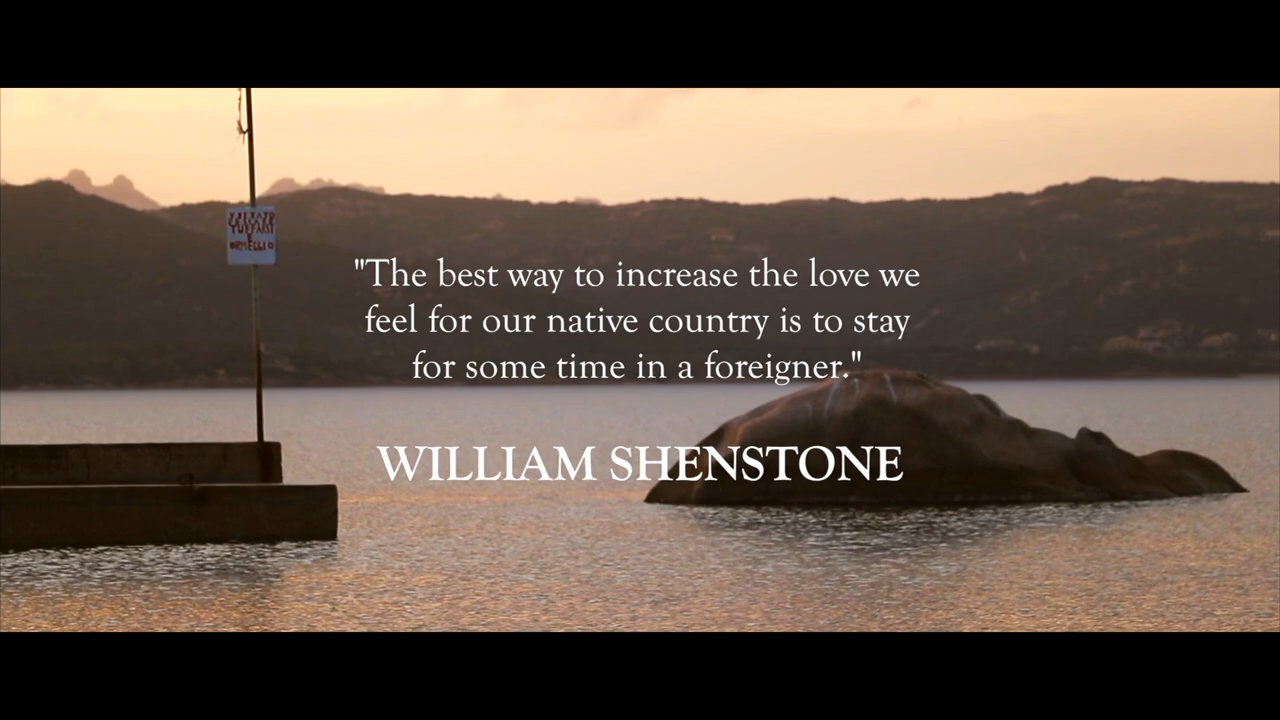 "The best way to increase the love we
feel for our native country is to stay
for some time in a foreigner."
WILLIAM SHENSTONE